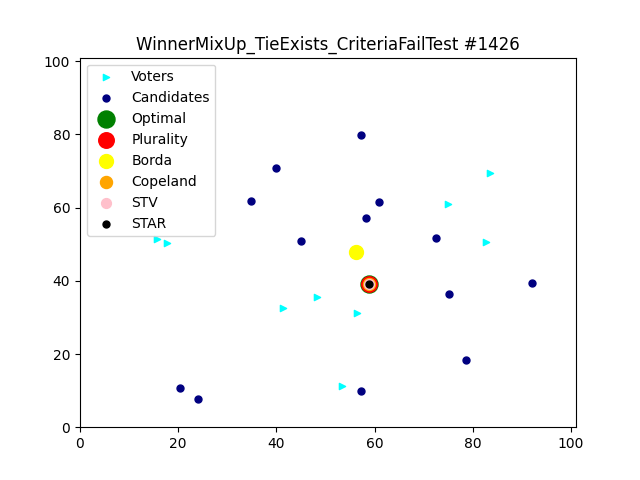 WinnerMixUp_TieExists_CriteriaFailTest #1426
100
80
60
40
20
0
Voters
Candidates
Optimal
Plurality
Borda
Copeland
STV
STAR
0 20 40 60 80 100